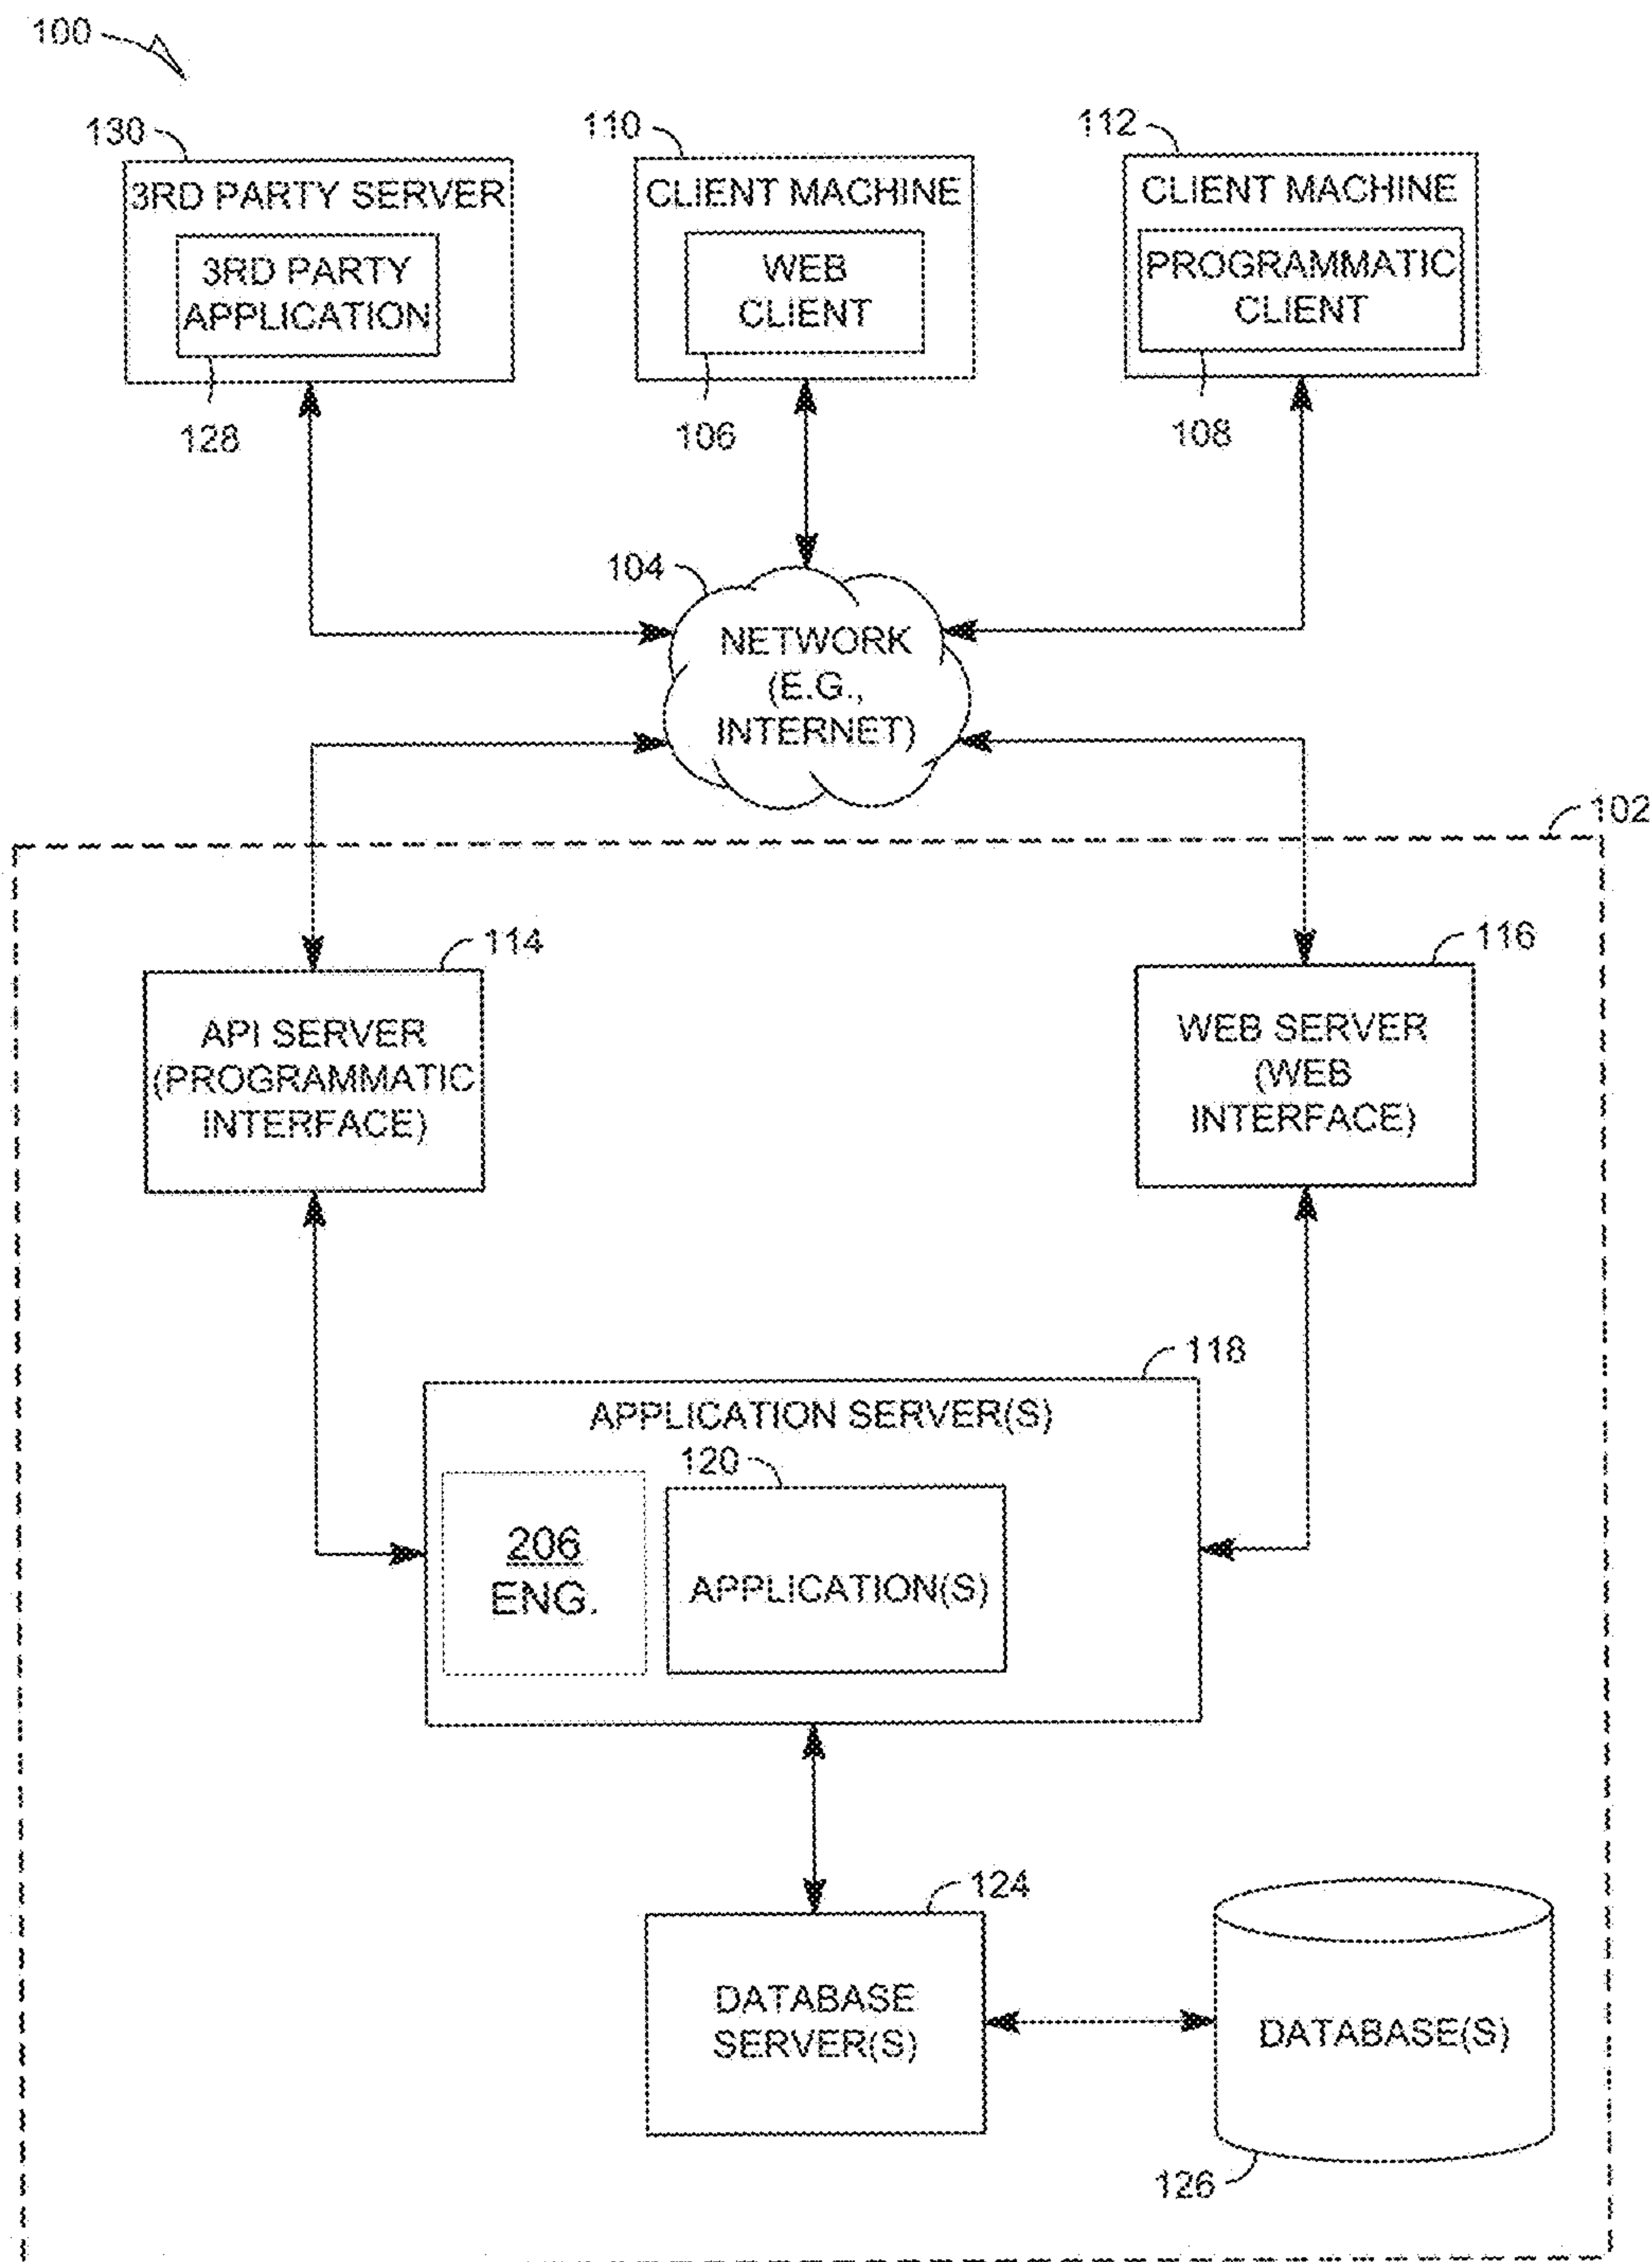 100
130
110
112
3RD PARTY SERVER
3RD PARTY
APPLICATION
128
CLIENT MACHINE
WEB
CLIENT
106
CLIENT MACHINE
PROGRAMMATIC
CLIENT
108
104
NETWORK
(E.G.,
INTERNET)
102
114
API SERVER
(PROGRAMMATIC
INTERFACE)
116
WEB SERVER
(WEB
INTERFACE)
118
APPLICATION SERVER(S)
120
206
ENG.
APPLICATION(S)
124
DATABASE
SERVER(S)
DATABASE(S)
126